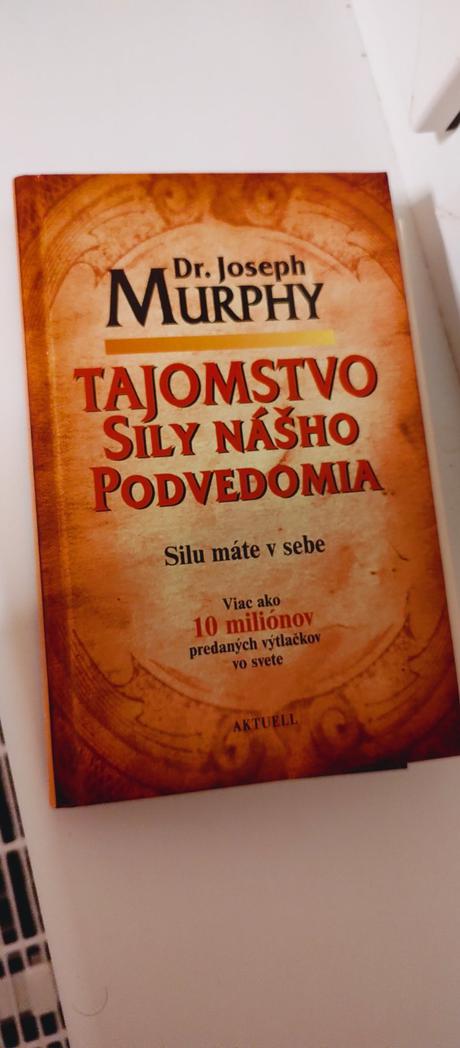 Dr. Joseph
MURPHY
TAJOMSTVO
SILY NÁŠHO
PODVEDOMIA
Silu máte v sebe
Viac ako
10 miliónov
predaných výtlačkov
vo svete
AKTUELL